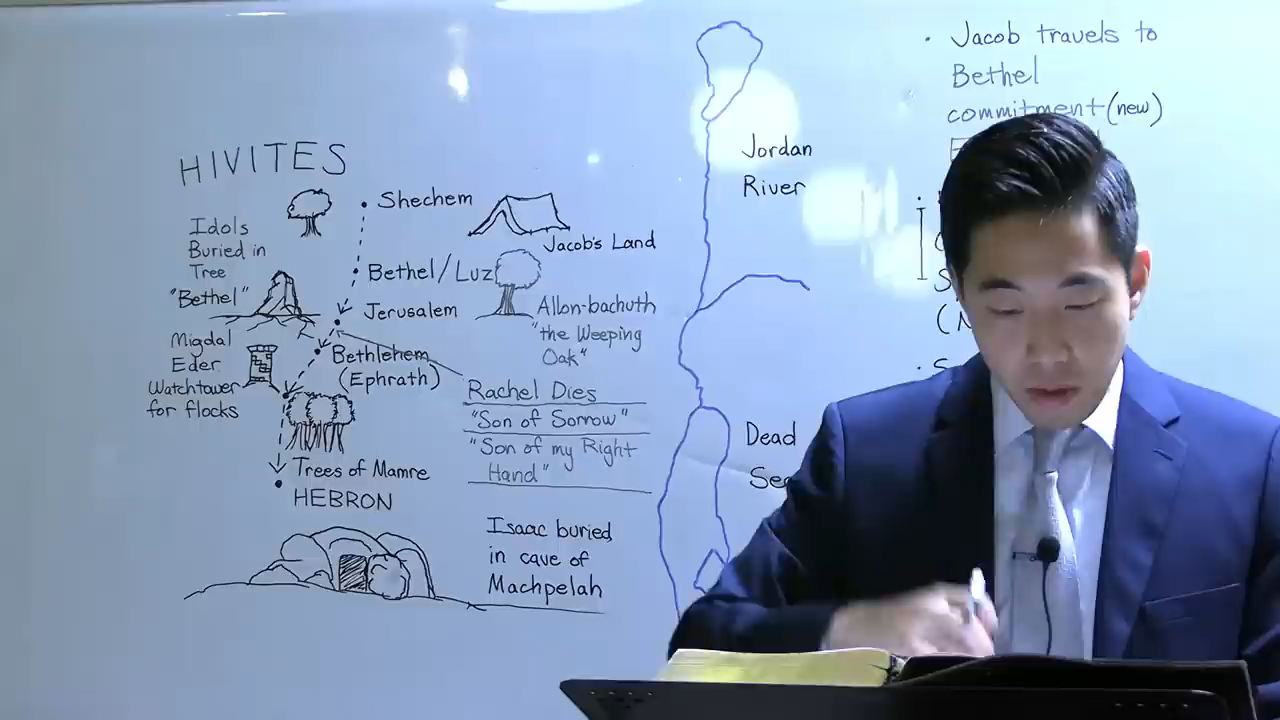 HIVITES
Shechem
Idols
Buried in
Tree
"Bethel"
Jacob's Land
Bethel/Luz
Jerusalem
Allon-bachuth
"the Weeping
Oak"
Migdal
Eder
Watchtower
for flocks
Bethlehem
(Ephrath)
Rachel Dies
"Son of Sorrow"
"Son of my Right
Hand"
Trees of Mamre
HEBRON
Isaac buried
in cave of
Machpelah
Jordan
River
Dead
• Jacob travels to
Bethel
commitment (new)